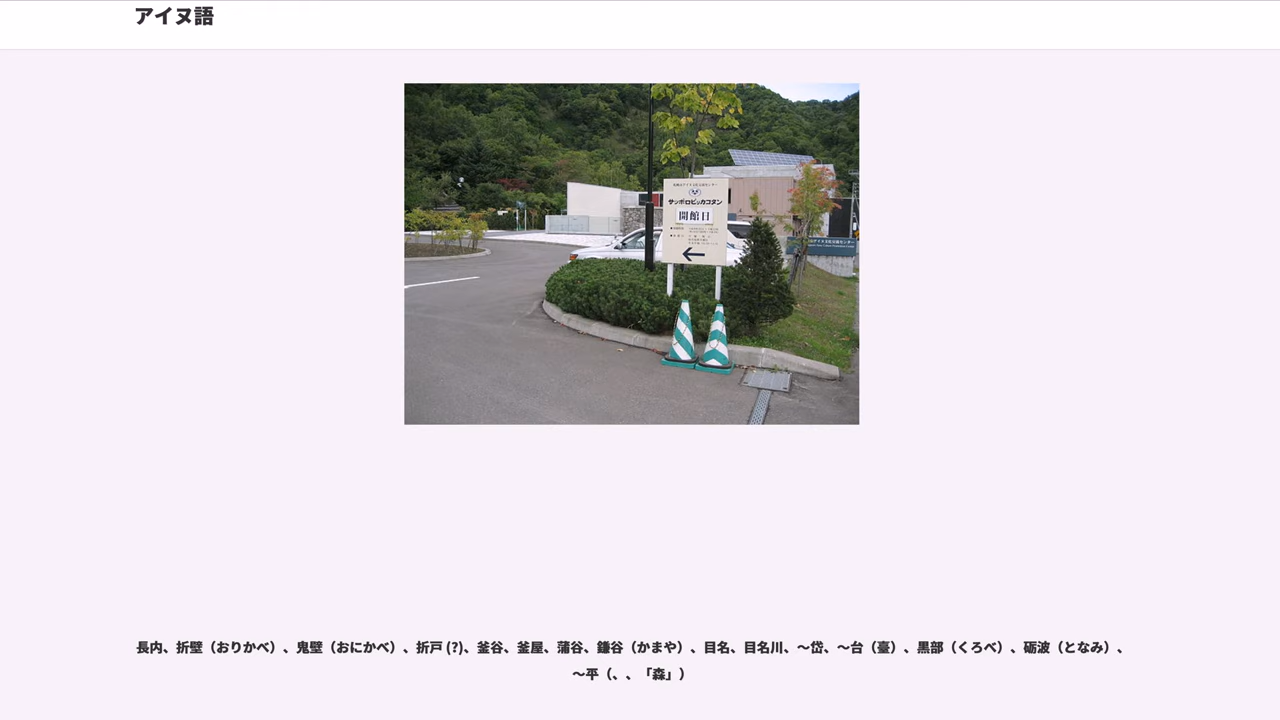 アイヌ語
サッポロピㇼカコタン
開館日
長内、折壁（おりかべ）、鬼壁（おにかべ）、折戸 (?)、釜谷、釜屋、蒲谷、鎌谷（かまや）、目名、目名川、〜岱、〜台（臺）、黒部（くろべ）、砺波（となみ）、
〜平（、、「森」）